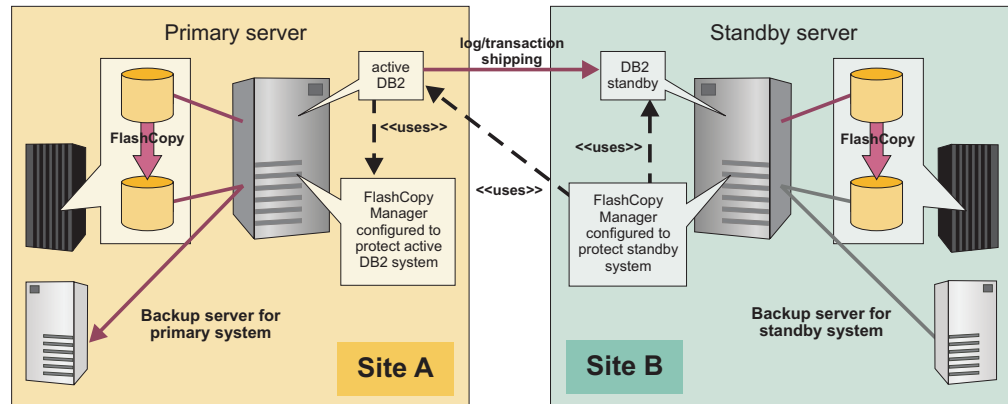 Primary server
active
DB2
FlashCopy
<<uses>>
FlashCopy
Manager
configured to
protect active
DB2 system
Backup server for
primary system
Site A
log/transaction
shipping
<<uses>>
Standby server
DB2
standby
<<uses>>
FlashCopy
FlashCopy
Manager
configured to
protect standby
system
Backup server for
standby system
Site B